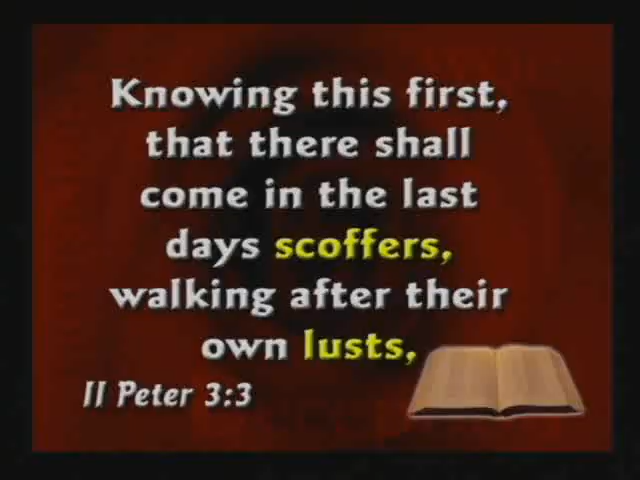 Knowing this first,
that there shall
come in the last
days scoffers,
walking after their
own lusts,
II Peter 3:3